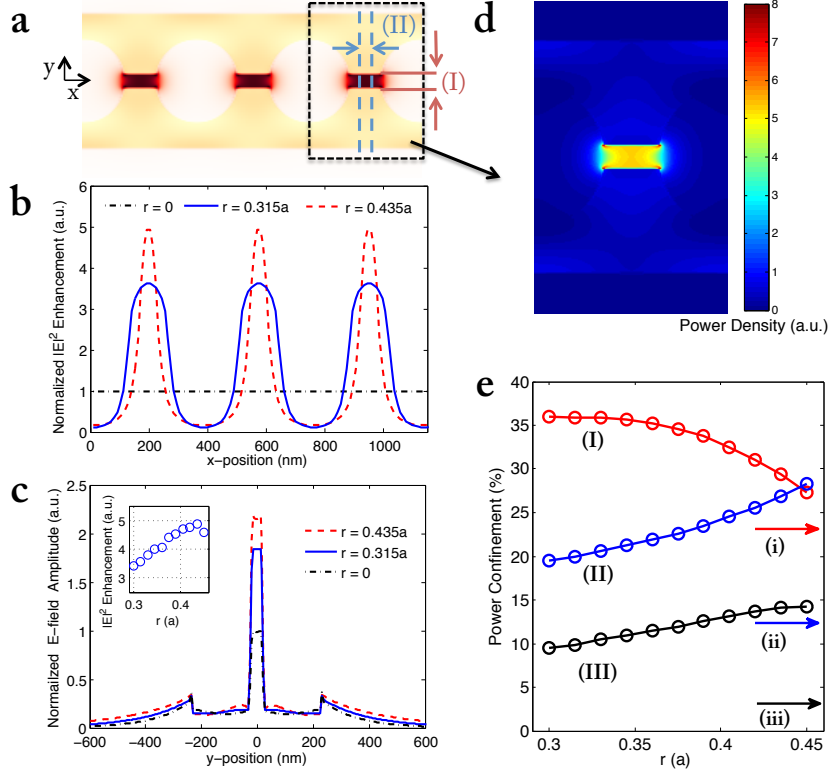 a
y
x
(II)
(I)
d
8
7
6
5
4
3
2
1
0
Power Density (a.u.)
b
Normalized |E|² Enhancement (a.u.)
6
5
4
3
2
1
0
r = 0
r = 0.315a
r = 0.435a
0
200
400
600
800
1000
x−position (nm)
c
Normalized E−field Amplitude (a.u.)
2.5
2
1.5
1
0.5
0
|E|² Enhancement (a.u.)
5
4
3
0.3
0.4
r (a)
r = 0.435a
r = 0.315a
r = 0
−600
−400
−200
0
200
400
600
y−position (nm)
e
Power Confinement (%)
40
35
30
25
20
15
10
5
0
(I)
(i)
(II)
(ii)
(III)
(iii)
0.3
0.35
0.4
0.45
r (a)